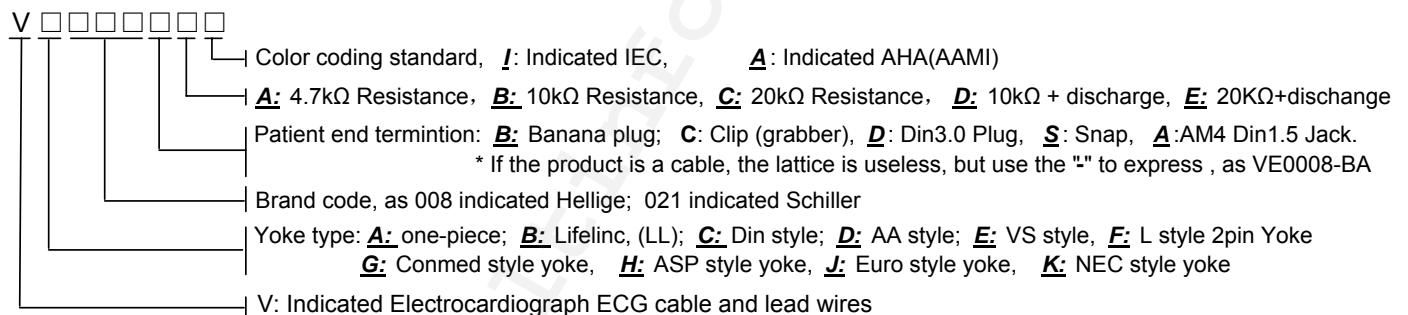 V □ □ □ □ □ □ □
Color coding standard, I: Indicated IEC, A: Indicated AHA(AAMI)
A: 4.7kΩ Resistance, B: 10kΩ Resistance, C: 20kΩ Resistance, D: 10kΩ + discharge, E: 20KΩ+dischange
Patient end termintion: B: Banana plug; C: Clip (grabber), D: Din3.0 Plug, S: Snap, A:AM4 Din1.5 Jack.
* If the product is a cable, the lattice is useless, but use the "-" to express , as VE0008-BA
Brand code, as 008 indicated Hellige; 021 indicated Schiller
Yoke type: A: one-piece; B: Lifelinc, (LL); C: Din style; D: AA style; E: VS style, F: L style 2pin Yoke
G: Conmed style yoke, H: ASP style yoke, J: Euro style yoke, K: NEC style yoke
V: Indicated Electrocardiograph ECG cable and lead wires